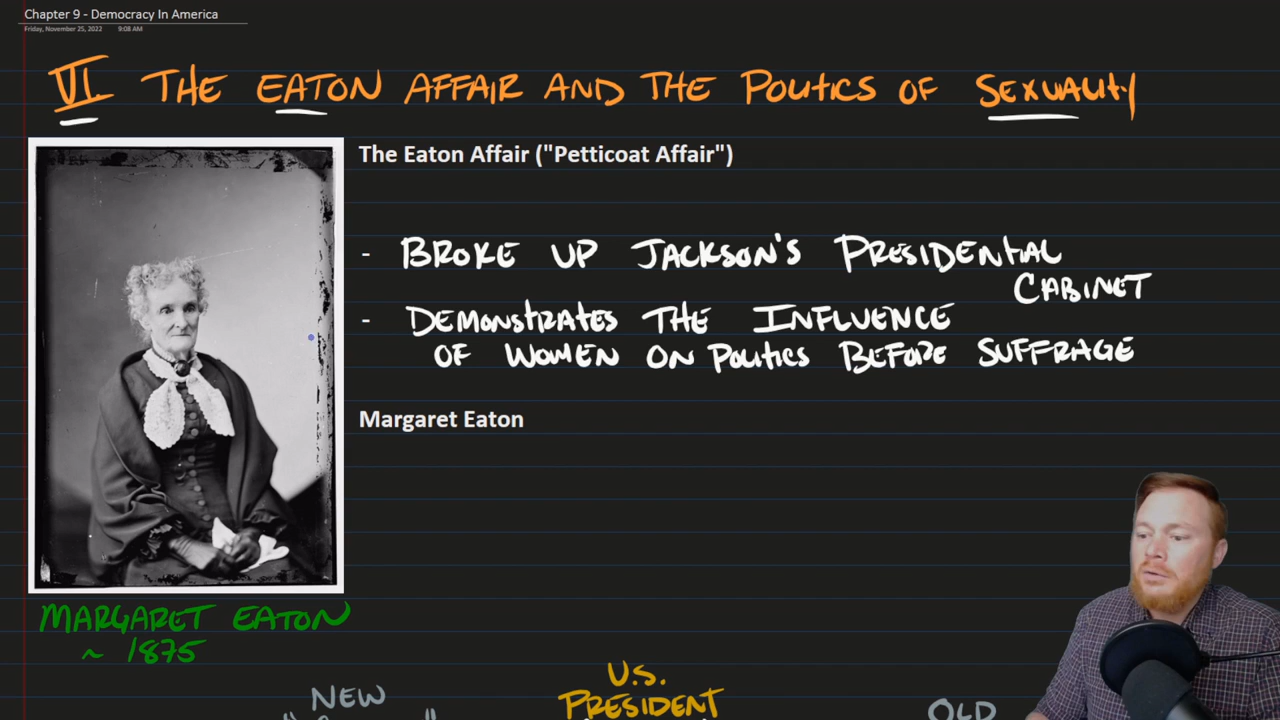 Chapter 9 - Democracy In America
Friday, November 25, 2022 9:08 AM
VI. THE EATON AFFAIR AND THE POLITICS OF SEXUALITY
The Eaton Affair ("Petticoat Affair")
- BROKE UP JACKSON'S PRESIDENTIAL
CABINET
- DEMONSTRATES THE INFLUENCE
OF WOMEN ON POLITICS BEFORE SUFFRAGE
Margaret Eaton
MARGARET EATON
~ 1875
U.S.
PRESIDENT
NEW
OLD